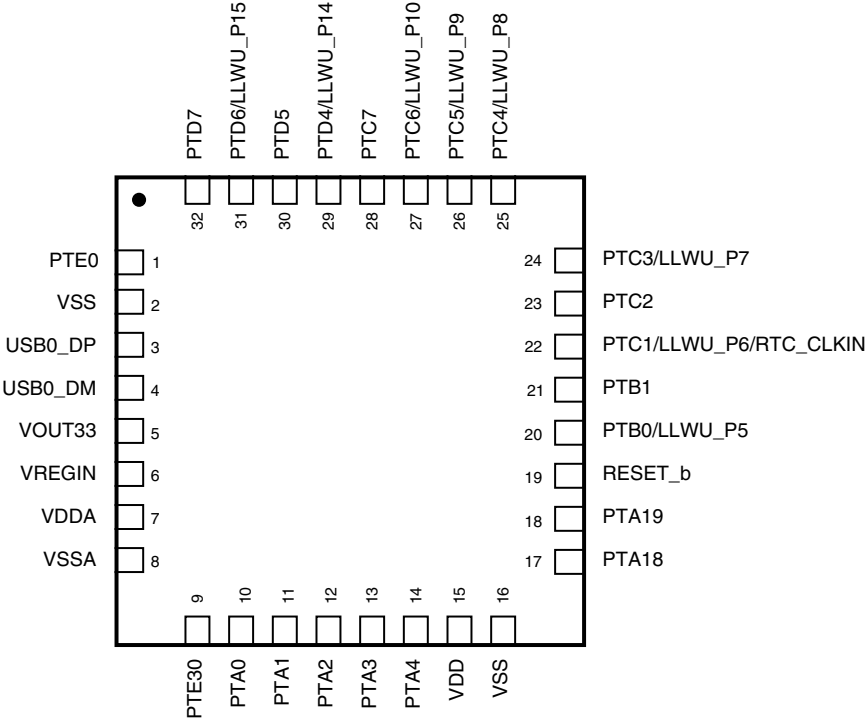 PTD7
PTD6/LLWU_P15
PTD5
PTD4/LLWU_P14
PTC7
PTC6/LLWU_P10
PTC5/LLWU_P9
PTC4/LLWU_P8
32
31
30
29
28
27
26
25
PTE0 1
VSS 2
USB0_DP 3
USB0_DM 4
VOUT33 5
VREGIN 6
VDDA 7
VSSA 8
24 PTC3/LLWU_P7
23 PTC2
22 PTC1/LLWU_P6/RTC_CLKIN
21 PTB1
20 PTB0/LLWU_P5
19 RESET_b
18 PTA19
17 PTA18
9
10
11
12
13
14
15
16
PTE30
PTA0
PTA1
PTA2
PTA3
PTA4
VDD
VSS